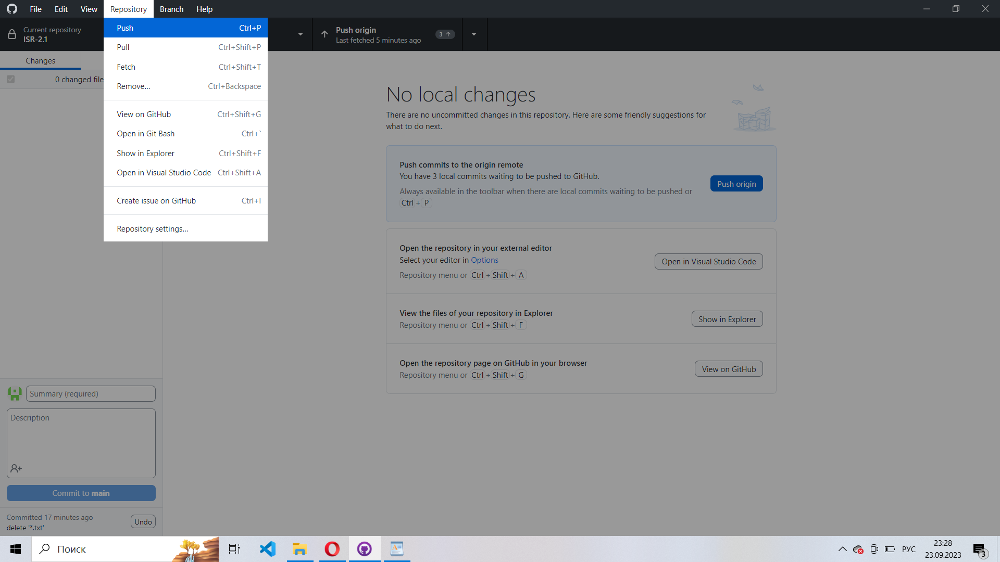 File Edit View Repository Branch Help
Current repository
ISR-2.1
Push origin
Last fetched 5 minutes ago
3
Push Ctrl+P
Pull Ctrl+Shift+P
Fetch Ctrl+Shift+T
Remove... Ctrl+Backspace
View on GitHub Ctrl+Shift+G
Open in Git Bash Ctrl+`
Show in Explorer Ctrl+Shift+F
Open in Visual Studio Code Ctrl+Shift+A
Create issue on GitHub Ctrl+I
Repository settings...
Changes
0 changed file
No local changes
There are no uncommitted changes in this repository. Here are some friendly suggestions for
what to do next.
Push commits to the origin remote
You have 3 local commits waiting to be pushed to GitHub.
Always available in the toolbar when there are local commits waiting to be pushed or
Ctrl + P
Push origin
Open the repository in your external editor
Select your editor in Options
Repository menu or Ctrl + Shift + A
Open in Visual Studio Code
View the files of your repository in Explorer
Repository menu or Ctrl + Shift + F
Show in Explorer
Open the repository page on GitHub in your browser
Repository menu or Ctrl + Shift + G
View on GitHub
Summary (required)
Description
Commit to main
Committed 17 minutes ago
delete '*.txt'
Undo
Поиск
РУС
23:28
23.09.2023
3